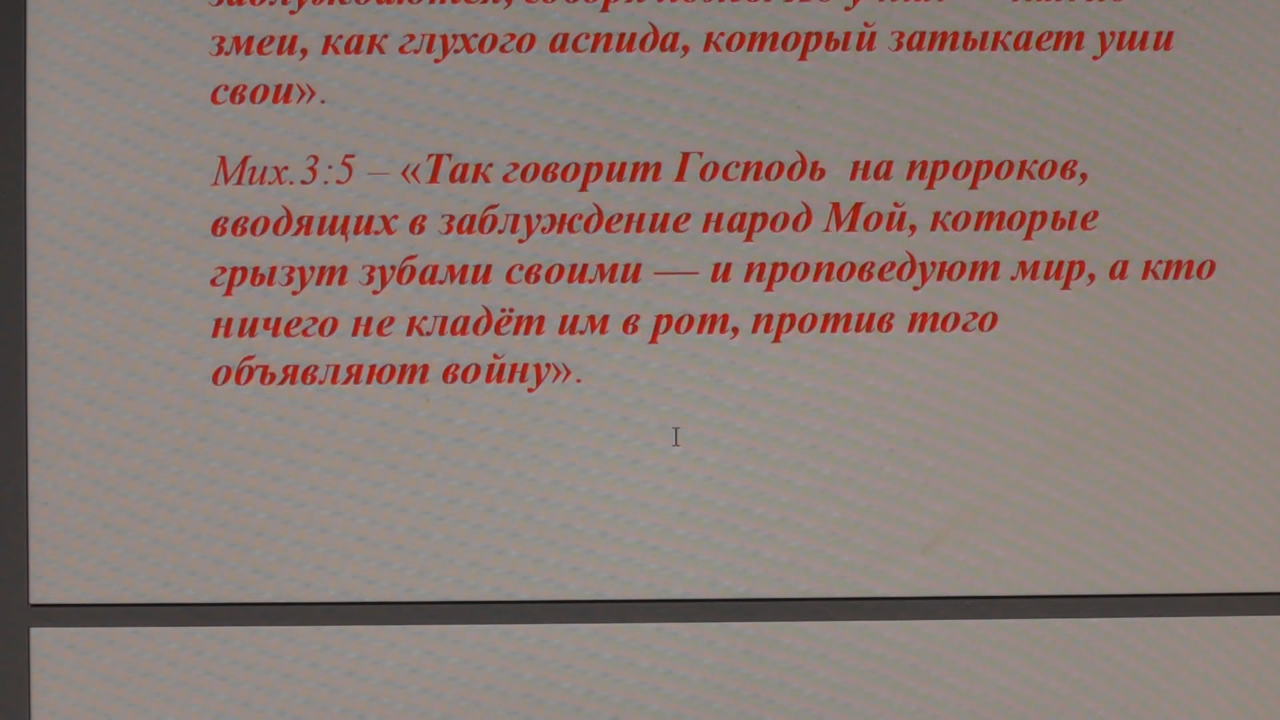 змеи, как глухого аспида, который затыкает уши
свои».
Мих.3:5 – «Так говорит Господь на пророков,
вводящих в заблуждение народ Мой, которые
грызут зубами своими — и проповедуют мир, а кто
ничего не кладёт им в рот, против того
объявляют войну».